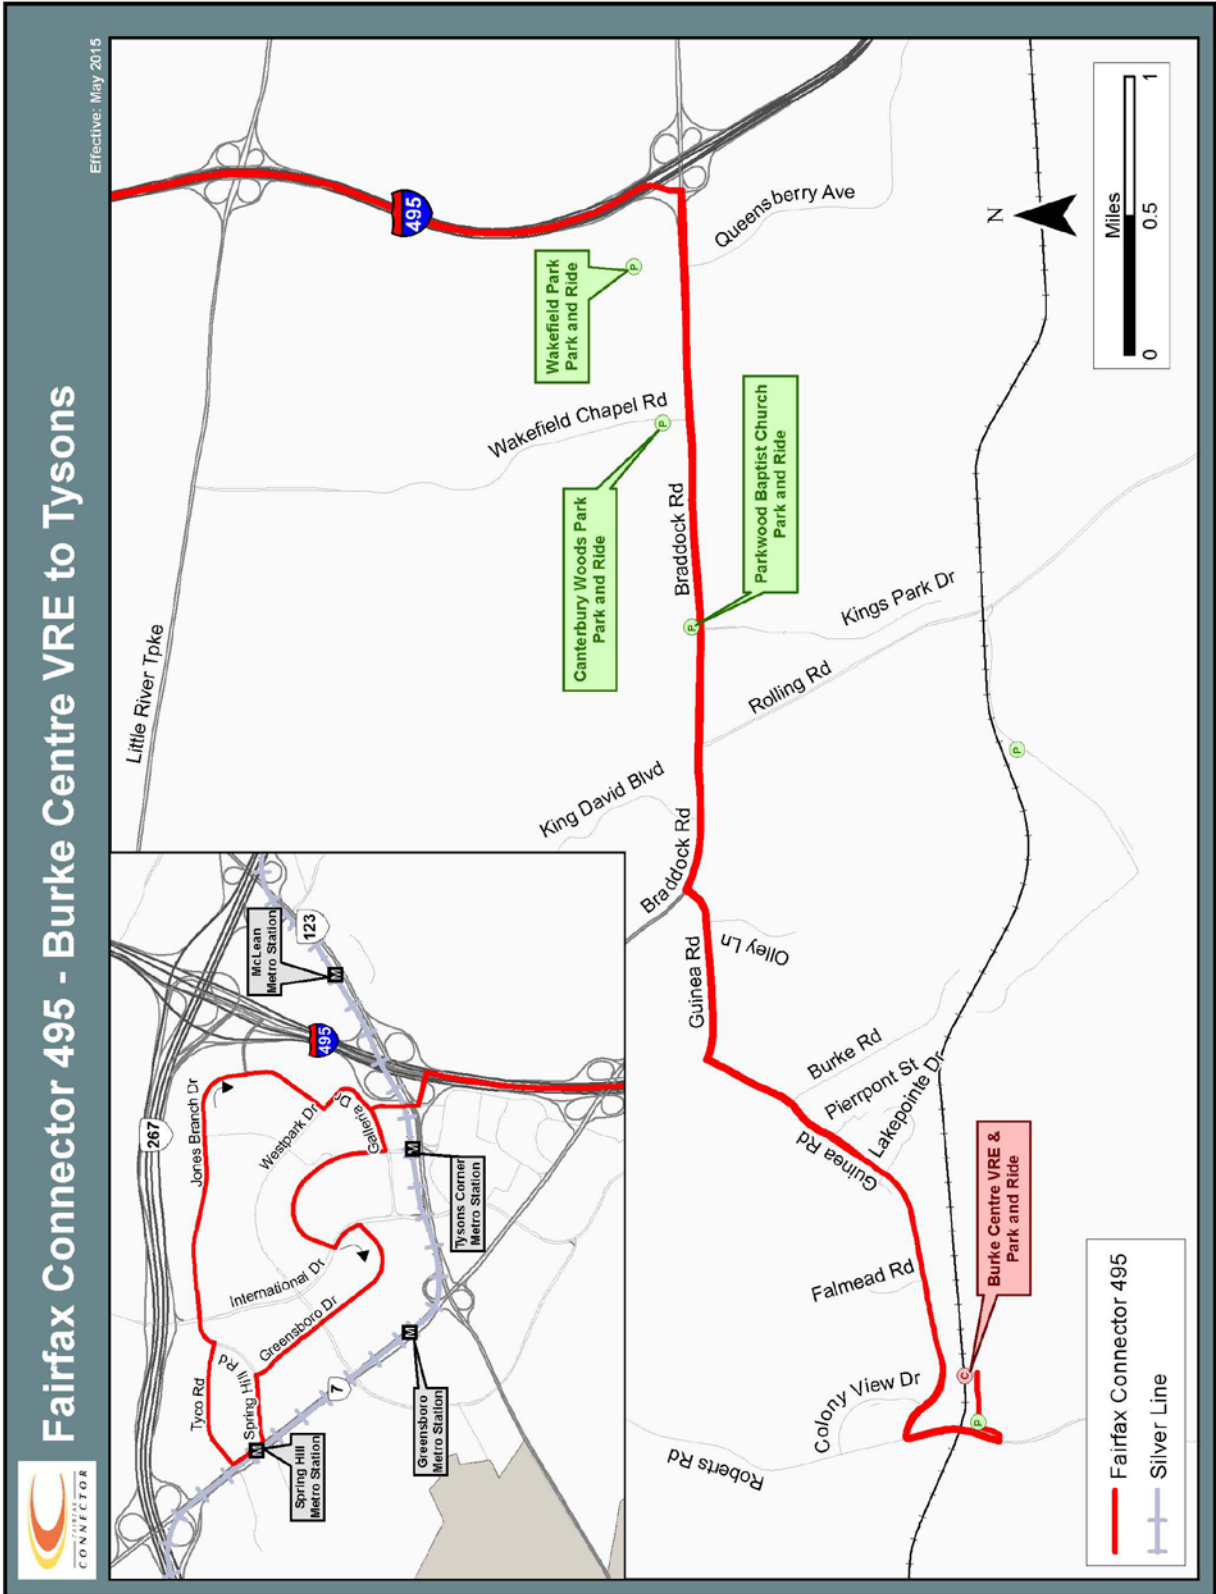 FAIRFAX
CONNECTOR
Fairfax Connector 495 - Burke Centre VRE to Tysons
Effective: May 2015
267
Jones Branch Dr
McLean
Metro Station
123
495
Westpark Dr
Galleria Dr
Tyco Rd
Spring Hill Rd
International Dr
Greensboro Dr
Tysons Corner
Metro Station
7
M
M
M
M
Spring Hill
Metro Station
Greensboro
Metro Station
Little River Tpke
495
Wakefield Park
Park and Ride
P
Queensberry Ave
Wakefield Chapel Rd
Canterbury Woods Park
Park and Ride
P
Braddock Rd
Parkwood Baptist Church
Park and Ride
P
Kings Park Dr
Rolling Rd
King David Blvd
Braddock Rd
P
Guinea Rd
Olley Ln
Burke Rd
Pierrpont St
Lakepointe Dr
Guinea Rd
Falmead Rd
Burke Centre VRE &
Park and Ride
C
P
Colony View Dr
Roberts Rd
N
Miles
0
0.5
1
Fairfax Connector 495
Silver Line